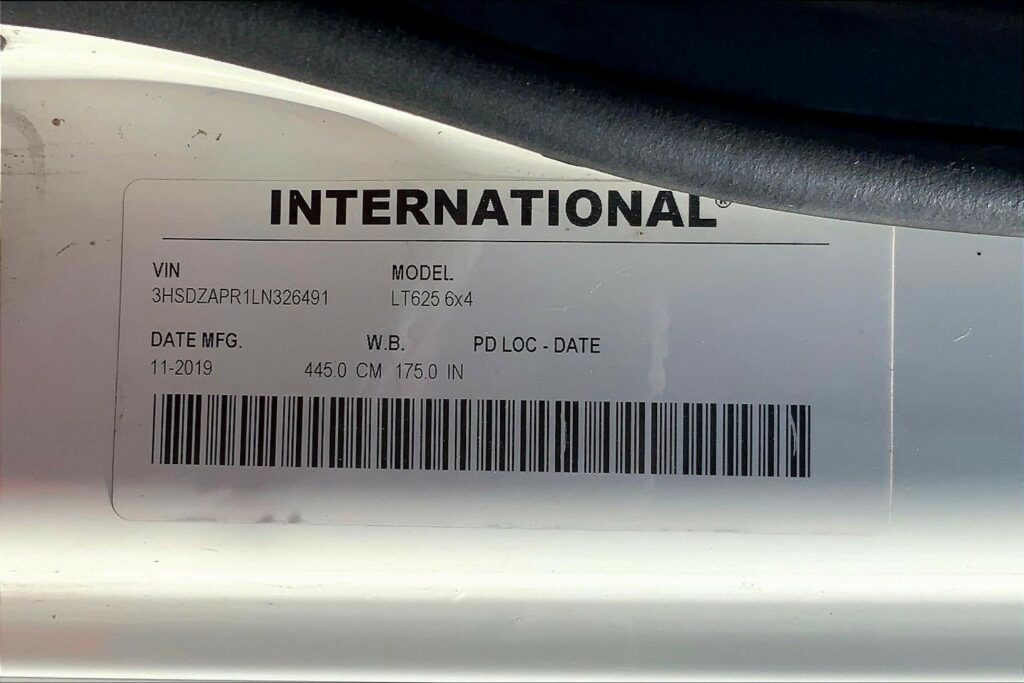 INTERNATIONAL®
VIN MODEL
3HSDZAPR1LN326491 LT625 6x4
DATE MFG. W.B. PD LOC - DATE
11-2019 445.0 CM 175.0 IN